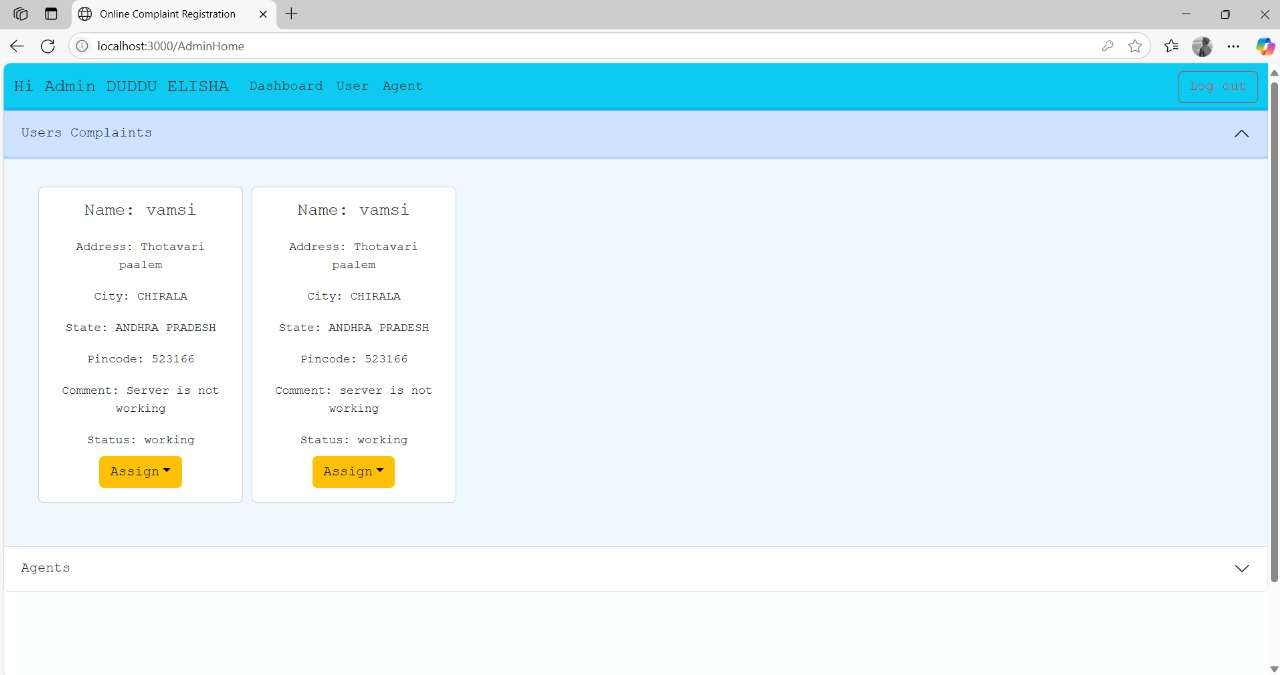 Online Complaint Registration
localhost:3000/AdminHome
Hi Admin DUDDU ELISHA Dashboard User Agent Log out
Users Complaints
Name: vamsi
Address: Thotavari
paalem
City: CHIRALA
State: ANDHRA PRADESH
Pincode: 523166
Comment: Server is not
working
Status: working
Assign
Name: vamsi
Address: Thotavari
paalem
City: CHIRALA
State: ANDHRA PRADESH
Pincode: 523166
Comment: server is not
working
Status: working
Assign
Agents